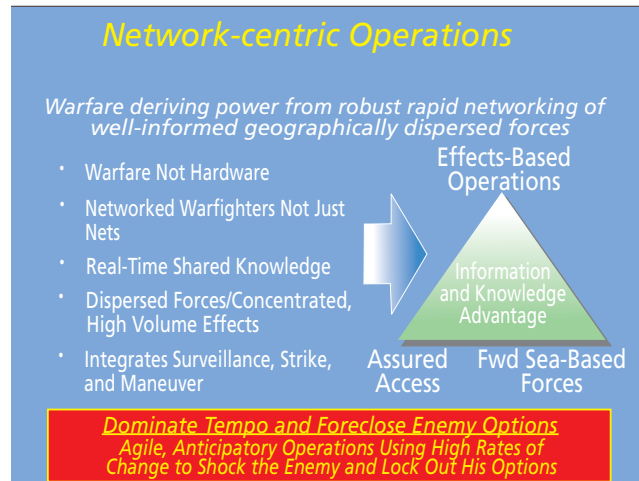 Network-centric Operations
Warfare deriving power from robust rapid networking of
well-informed geographically dispersed forces
· Warfare Not Hardware
· Networked Warfighters Not Just
Nets
· Real-Time Shared Knowledge
· Dispersed Forces/Concentrated,
High Volume Effects
· Integrates Surveillance, Strike,
and Maneuver
Effects-Based
Operations
Information
and Knowledge
Advantage
Assured
Access
Fwd Sea-Based
Forces
Dominate Tempo and Foreclose Enemy Options
Agile, Anticipatory Operations Using High Rates of
Change to Shock the Enemy and Lock Out His Options